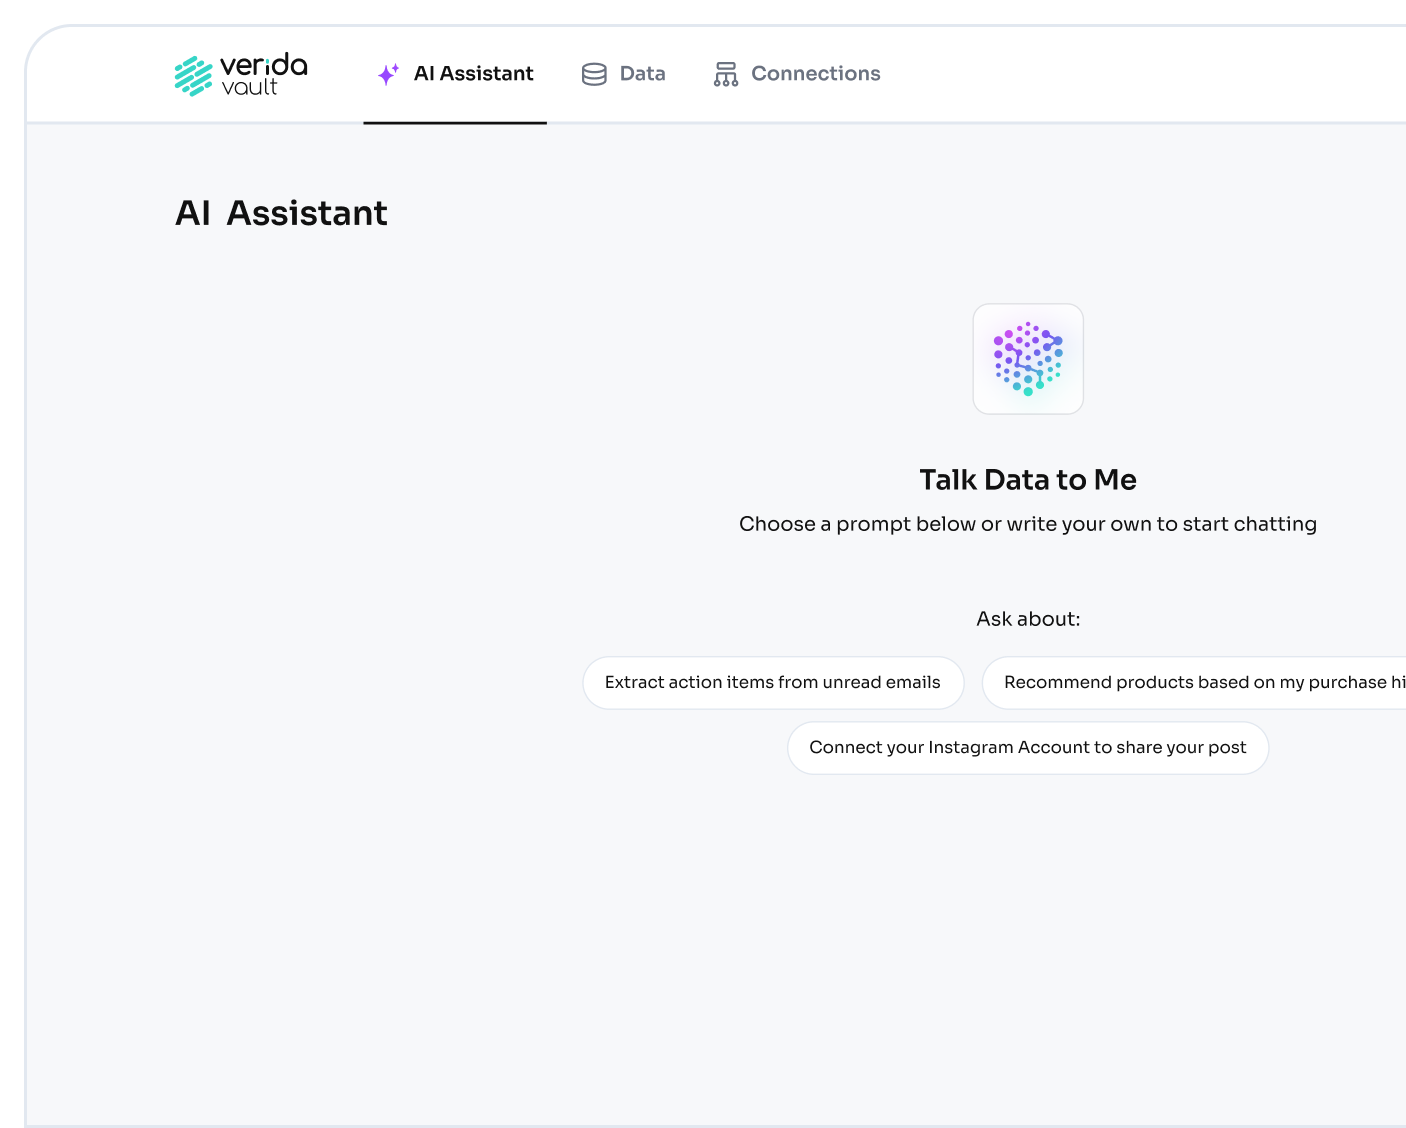 verida
vault
AI Assistant
Data
Connections
AI Assistant
Talk Data to Me
Choose a prompt below or write your own to start chatting
Ask about:
Extract action items from unread emails
Recommend products based on my purchase hi
Connect your Instagram Account to share your post